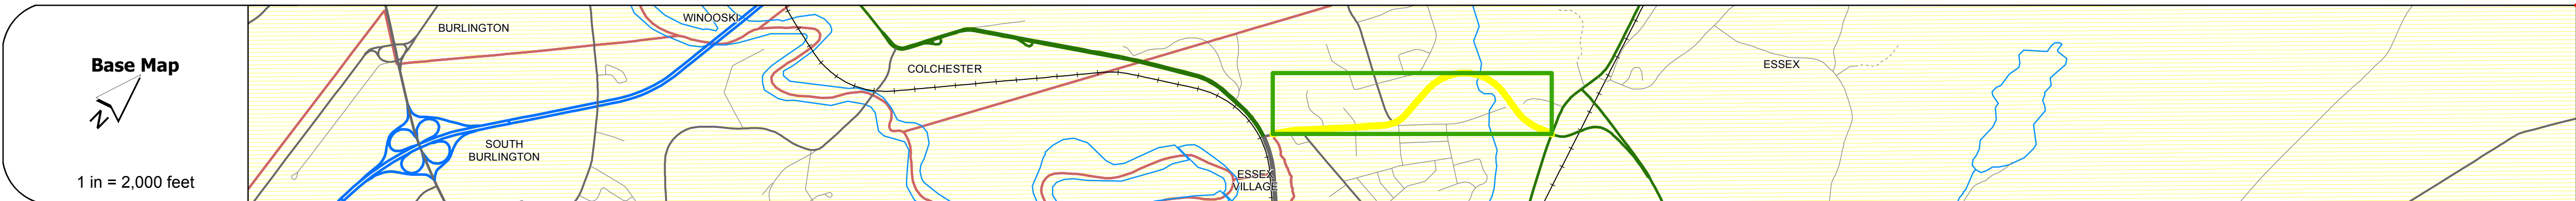 Base Map
N
1 in = 2,000 feet
BURLINGTON
WINOOSKI
COLCHESTER
SOUTH
BURLINGTON
ESSEX
VILLAGE
ESSEX